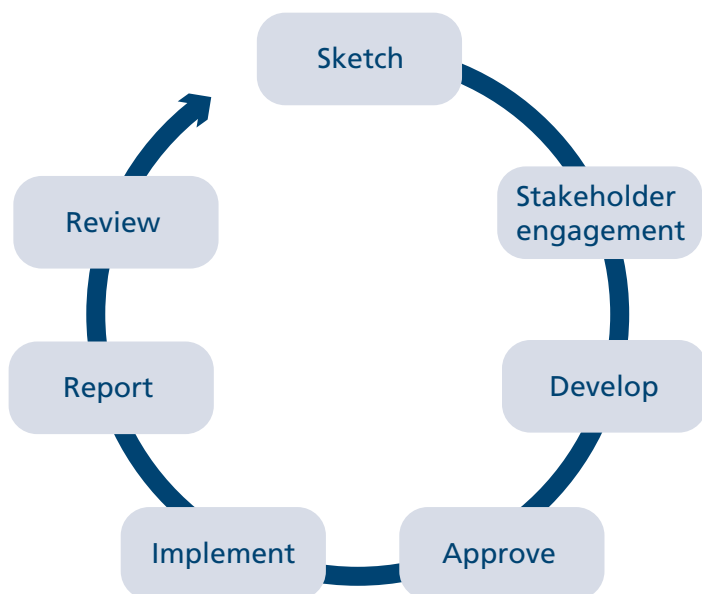 Sketch
Stakeholder
engagement
Develop
Approve
Implement
Report
Review